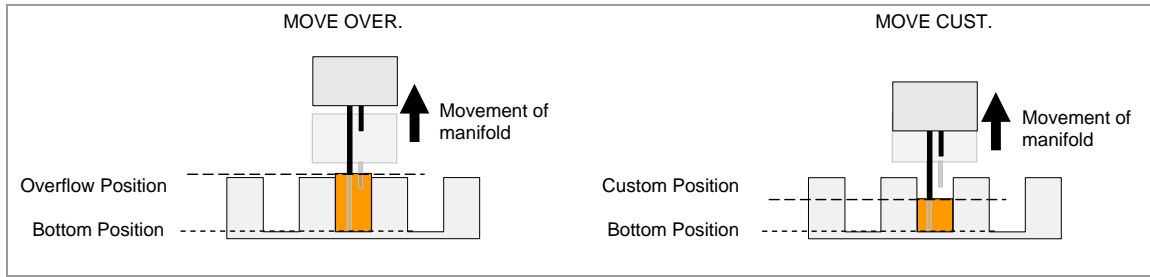 MOVE OVER.
Movement of
manifold
Overflow Position
Bottom Position
MOVE CUST.
Movement of
manifold
Custom Position
Bottom Position